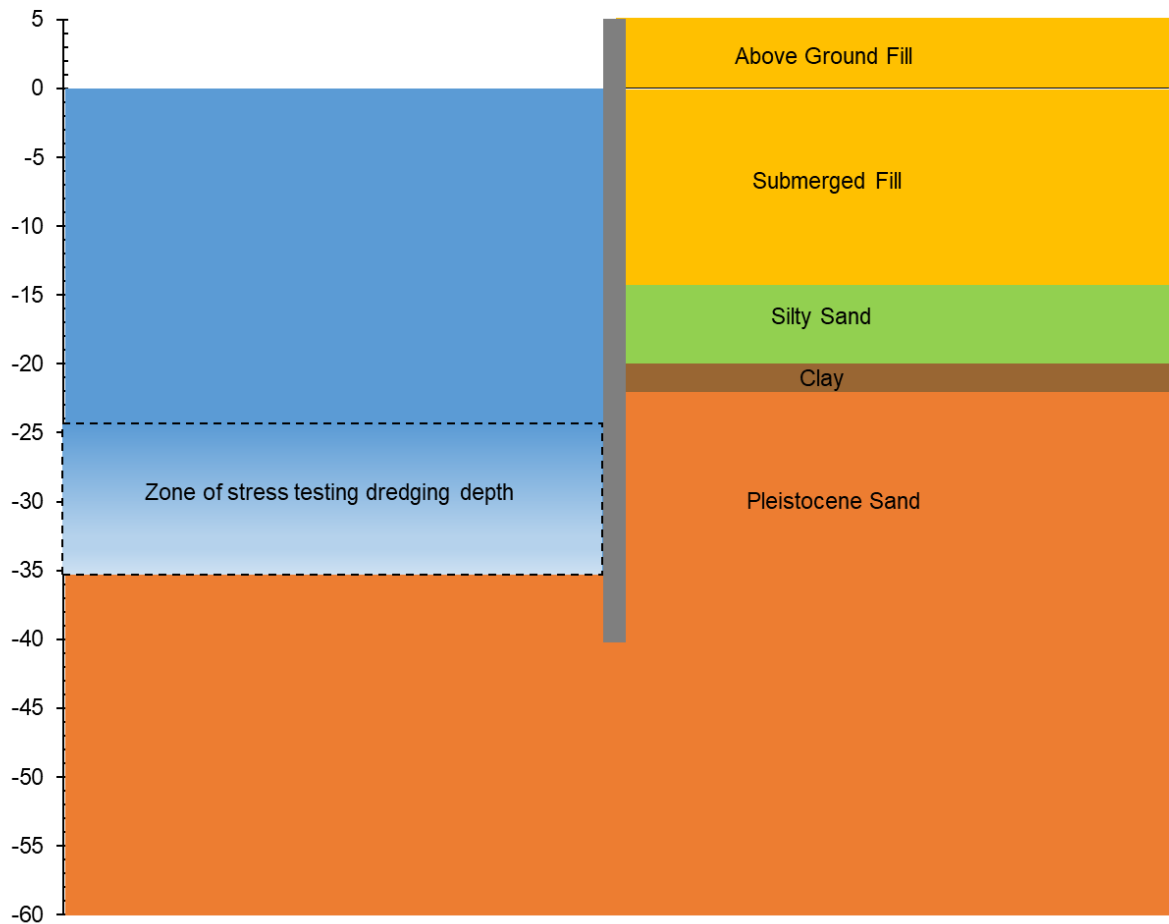 5
Above Ground Fill
0
-5
Submerged Fill
-10
-15
Silty Sand
-20
Clay
-25
Zone of stress testing dredging depth
-30
Pleistocene Sand
-35
-40
-45
-50
-55
-60